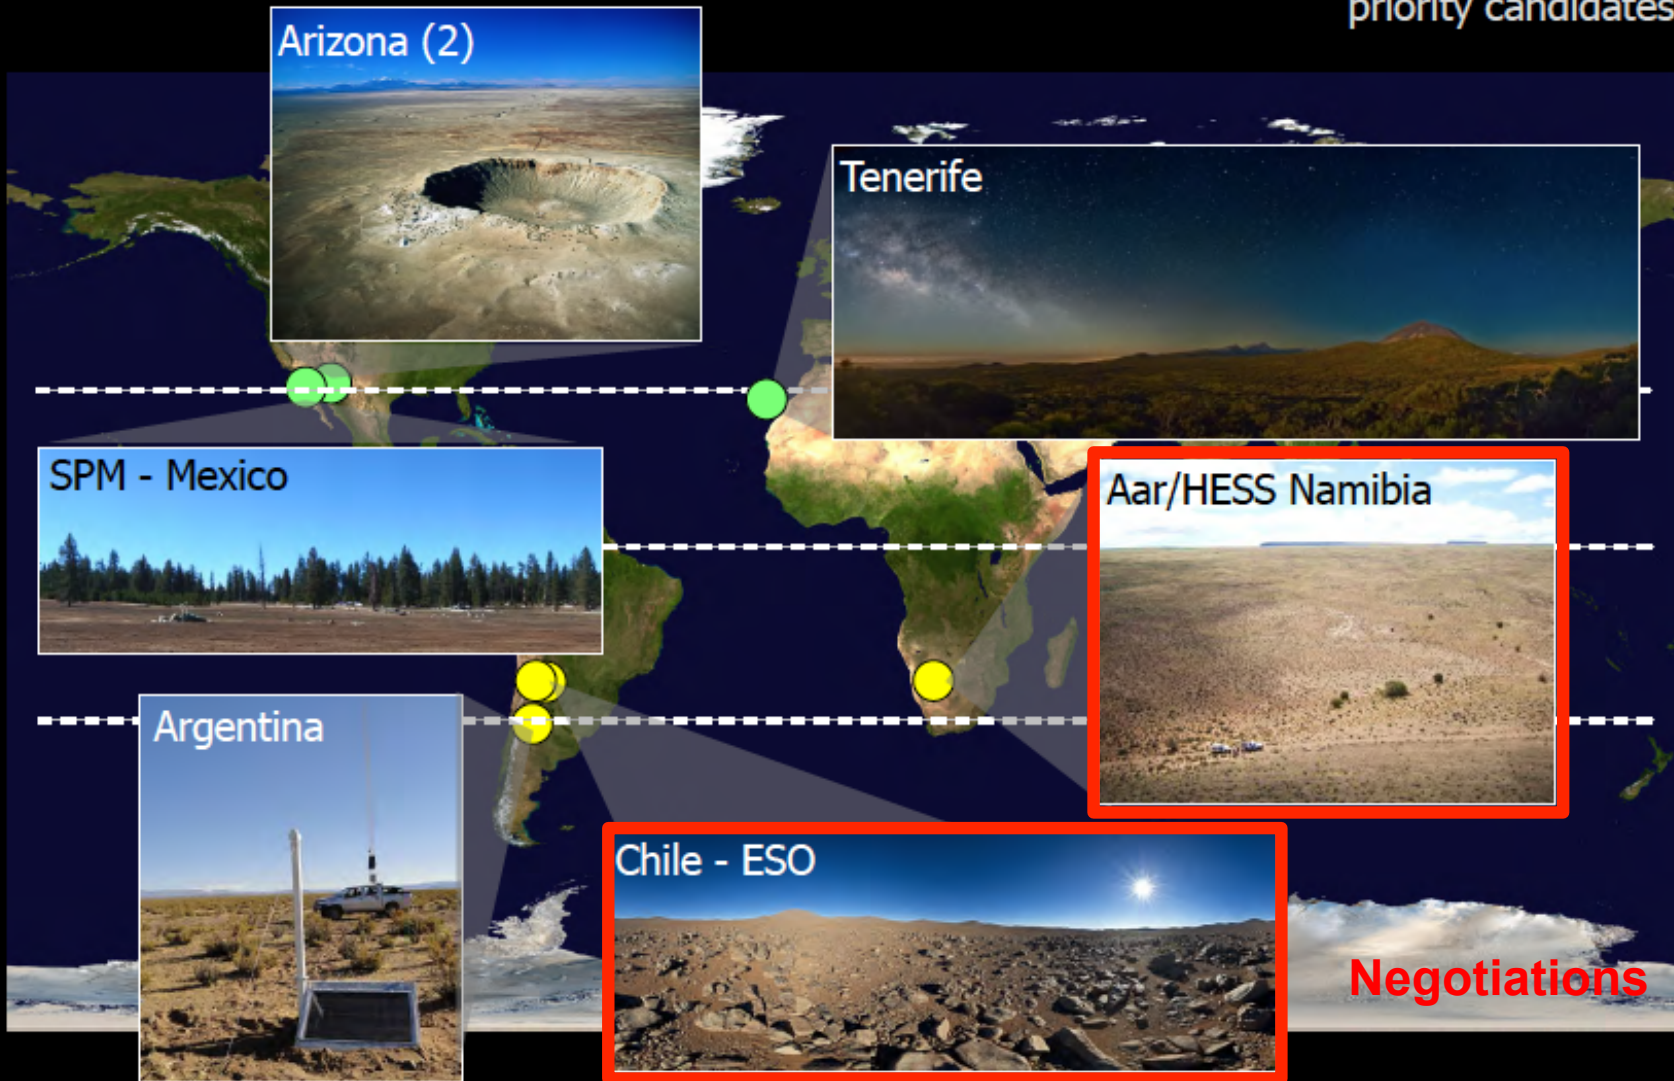 priority candidates
Arizona (2)
Tenerife
SPM - Mexico
Aar/HESS Namibia
Argentina
Chile - ESO
Negotiations